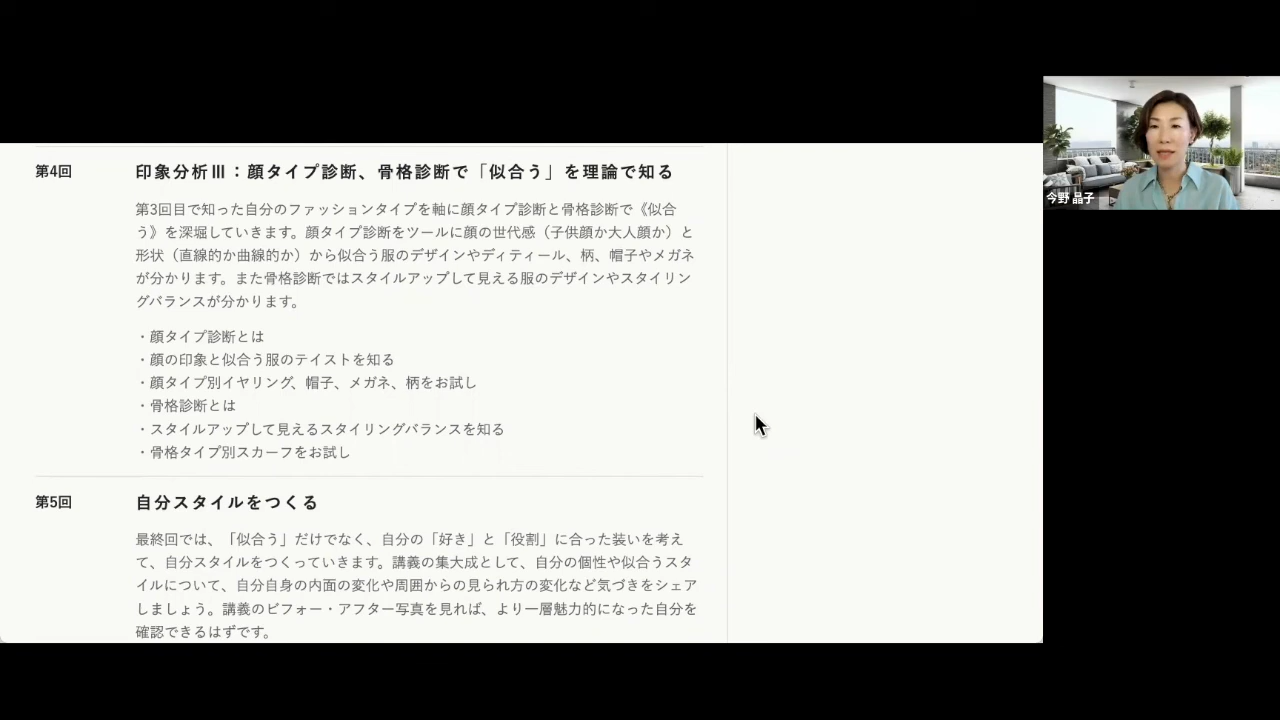 第4回
印象分析Ⅲ：顔タイプ診断、骨格診断で「似合う」を理論で知る
第3回目で知った自分のファッションタイプを軸に顔タイプ診断と骨格診断で《似合
う》を深堀していきます。顔タイプ診断をツールに顔の世代感（子供顔か大人顔か）と
形状（直線的か曲線的か）から似合う服のデザインやディティール、柄、帽子やメガネ
が分かります。また骨格診断ではスタイルアップして見える服のデザインやスタイリン
グバランスが分かります。
・顔タイプ診断とは
・顔の印象と似合う服のテイストを知る
・顔タイプ別イヤリング、帽子、メガネ、柄をお試し
・骨格診断とは
・スタイルアップして見えるスタイリングバランスを知る
・骨格タイプ別スカーフをお試し
第5回
自分スタイルをつくる
最終回では、「似合う」だけでなく、自分の「好き」と「役割」に合った装いを考え
て、自分スタイルをつくっていきます。講義の集大成として、自分の個性や似合うスタ
イルについて、自分自身の内面の変化や周囲からの見られ方の変化など気づきをシェア
しましょう。講義のビフォー・アフター写真を見れば、より一層魅力的になった自分を
確認できるはずです。
今野 晶子